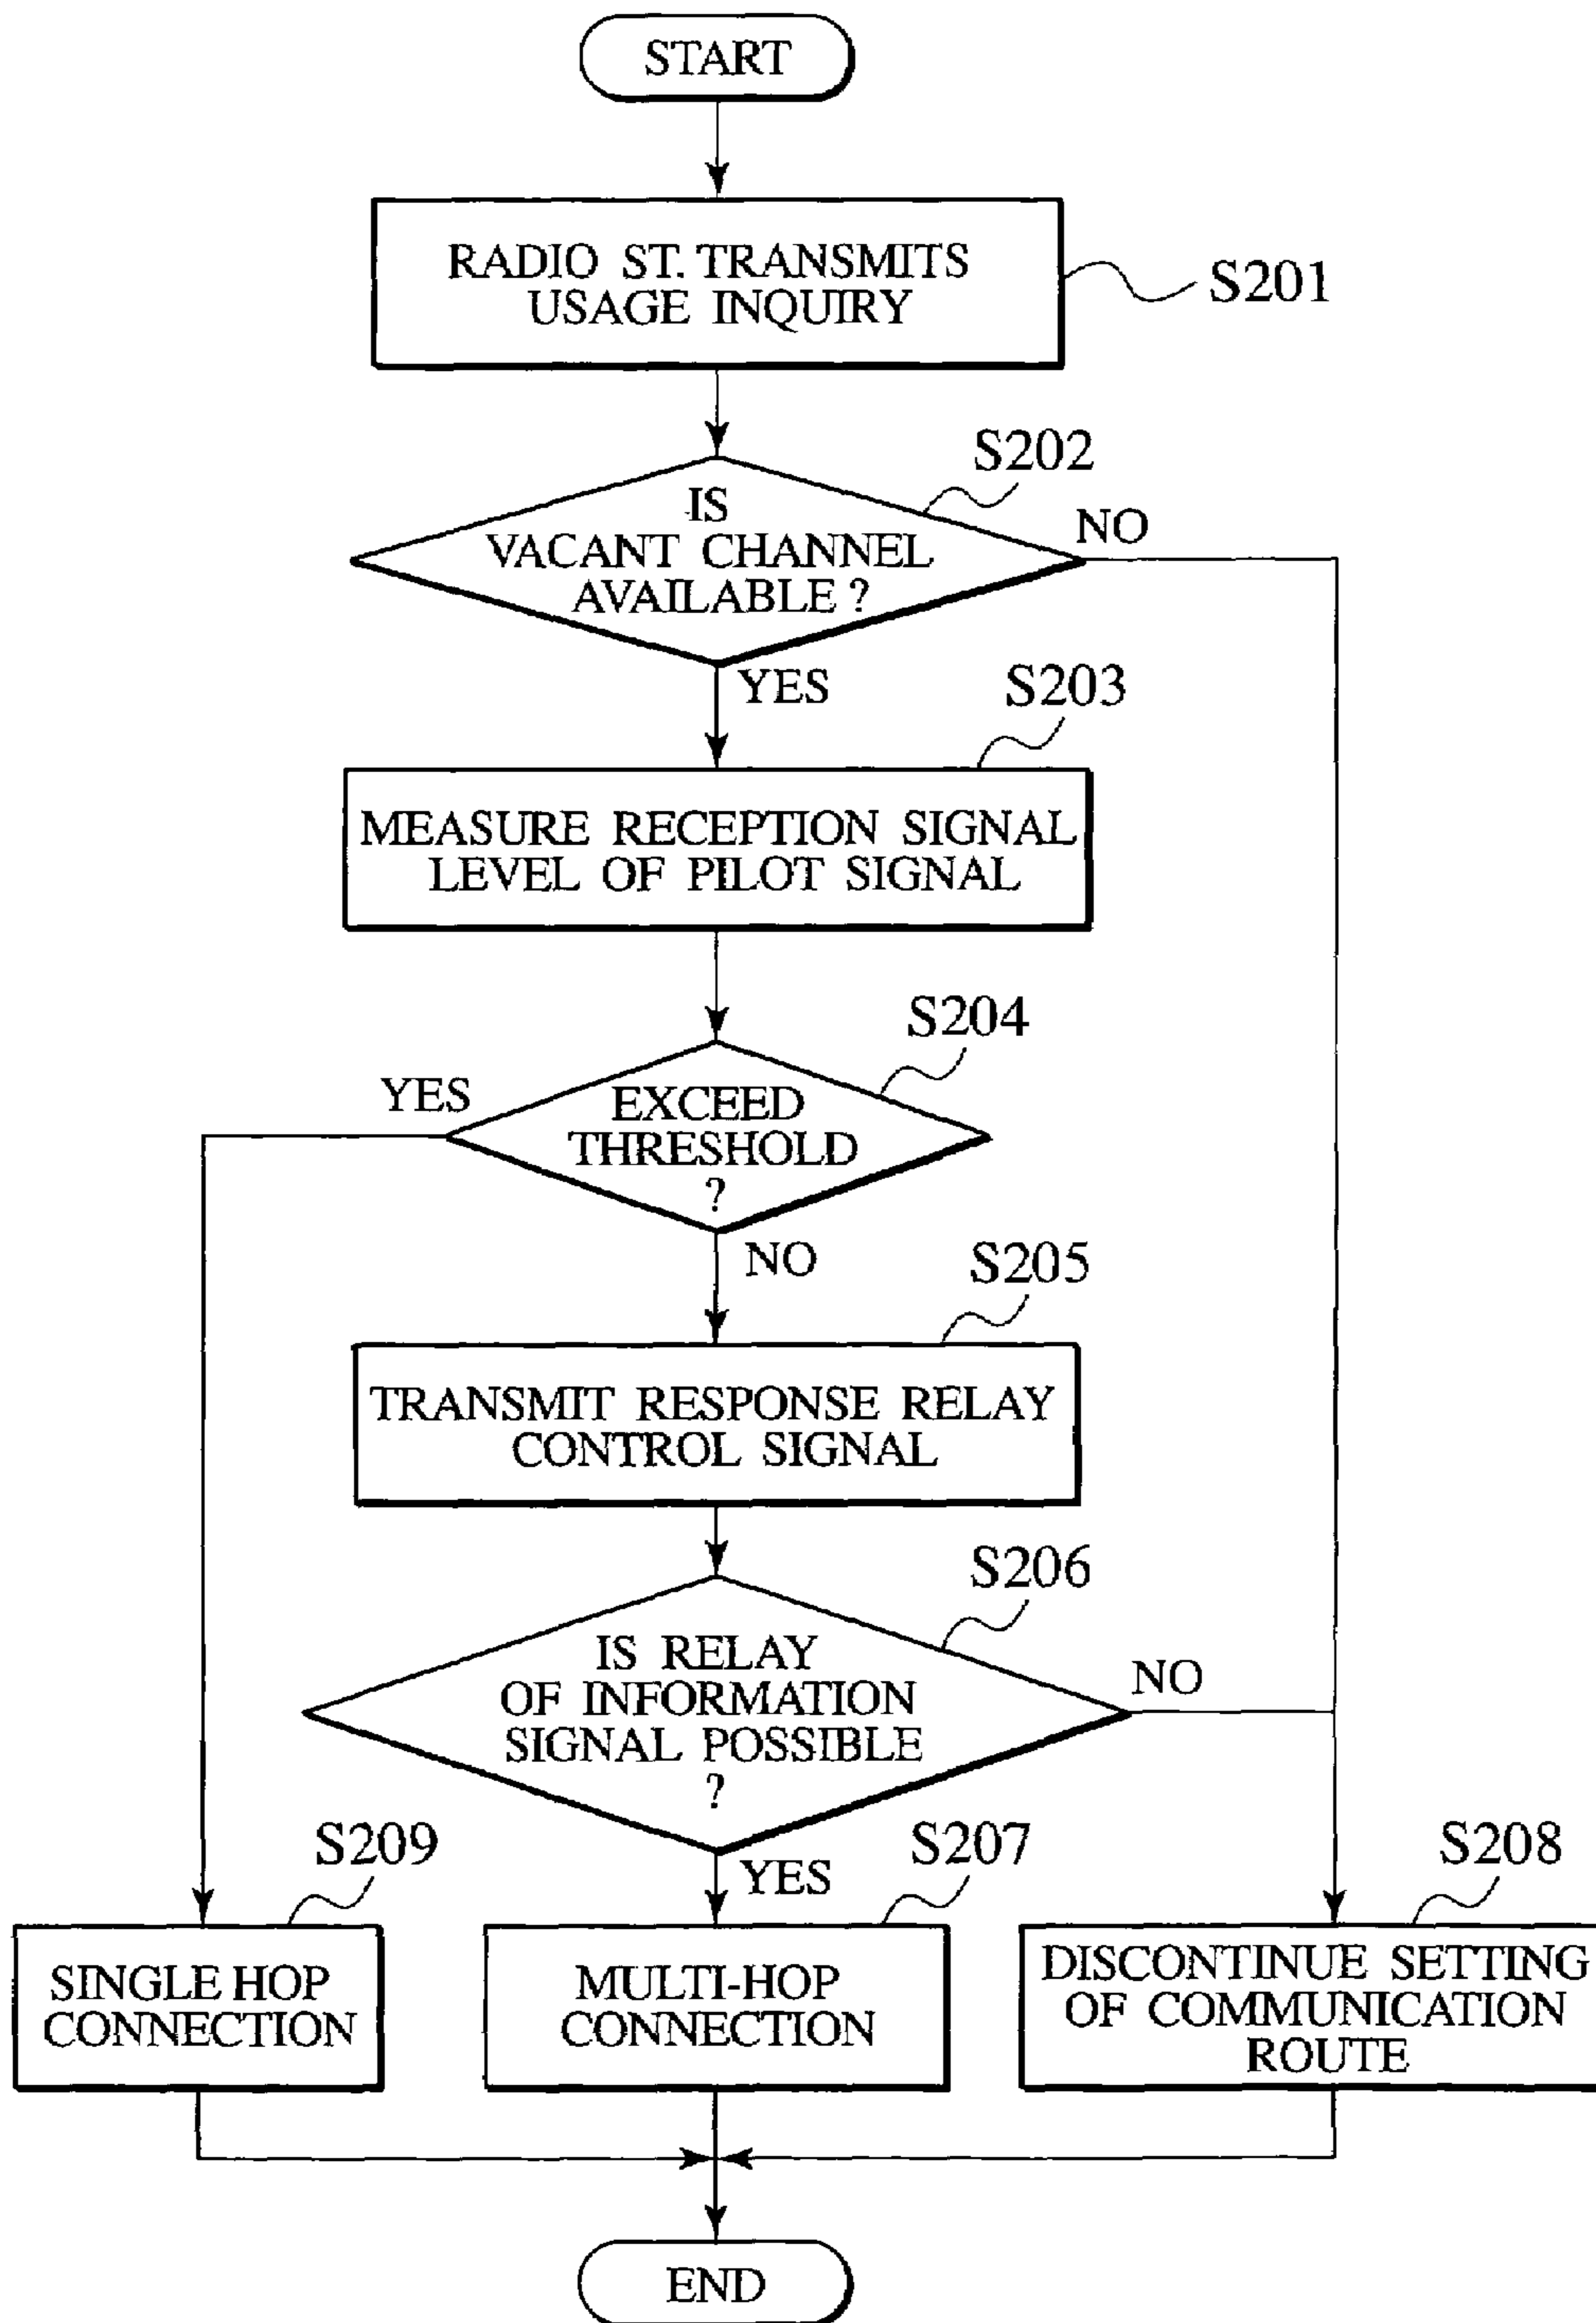 START
RADIO ST. TRANSMITS
USAGE INQUIRY
S201
S202
IS
VACANT CHANNEL
AVAILABLE ?
NO
YES
S203
MEASURE RECEPTION SIGNAL
LEVEL OF PILOT SIGNAL
S204
YES
EXCEED
THRESHOLD
?
NO
S205
TRANSMIT RESPONSE RELAY
CONTROL SIGNAL
S206
IS RELAY
OF INFORMATION
SIGNAL POSSIBLE
?
NO
YES
S209
SINGLE HOP
CONNECTION
S207
MULTI-HOP
CONNECTION
S208
DISCONTINUE SETTING
OF COMMUNICATION
ROUTE
END